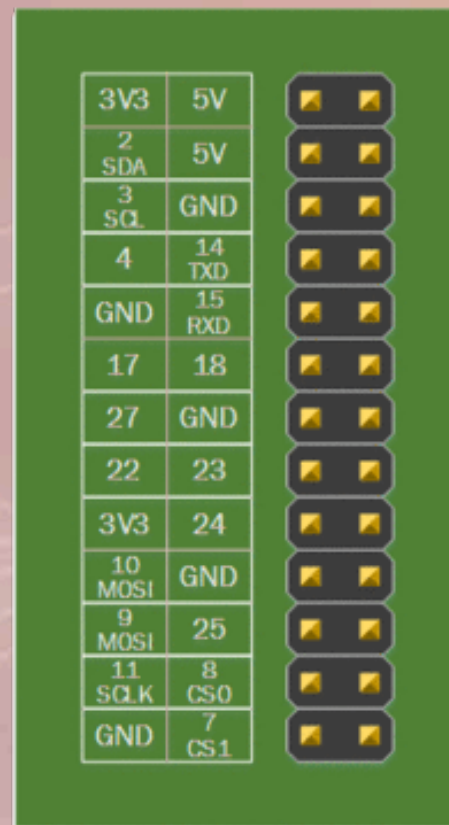 3V3 5V
2 SDA 5V
3 SCL GND
4 14 TXD
GND 15 RXD
17 18
27 GND
22 23
3V3 24
10 MOSI GND
9 MOSI 25
11 SCLK 8 CS0
GND 7 CS1